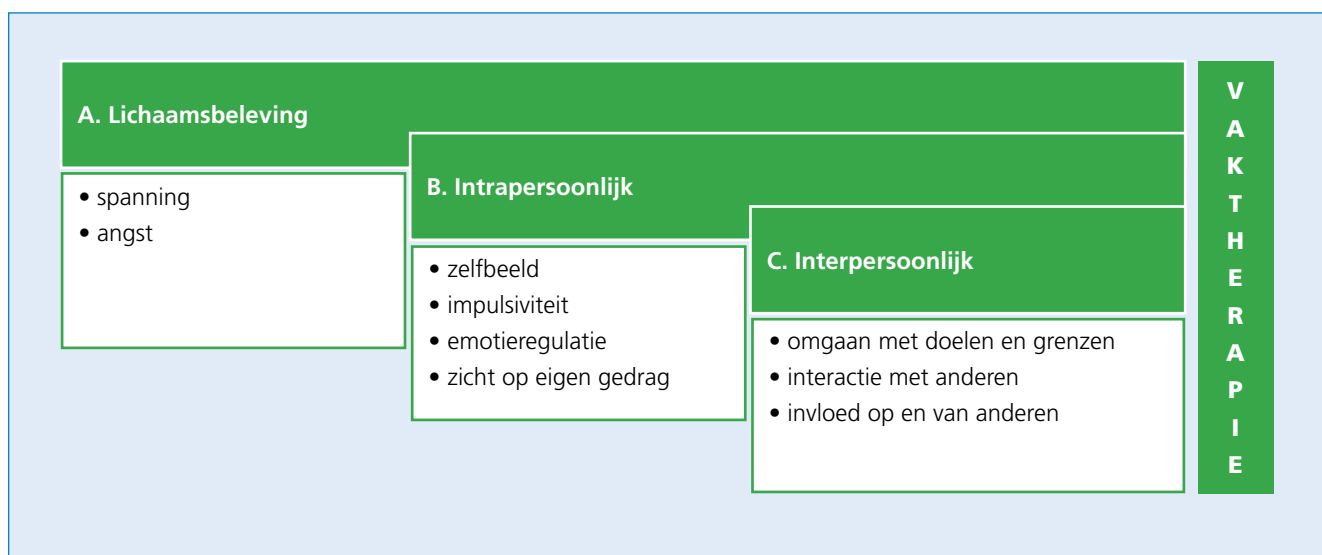 A. Lichaamsbeleving
• spanning
• angst
B. Intrapersoonlijk
• zelfbeeld
• impulsiviteit
• emotieregulatie
• zicht op eigen gedrag
C. Interpersoonlijk
• omgaan met doelen en grenzen
• interactie met anderen
• invloed op en van anderen
V
A
K
T
H
E
R
A
P
I
E